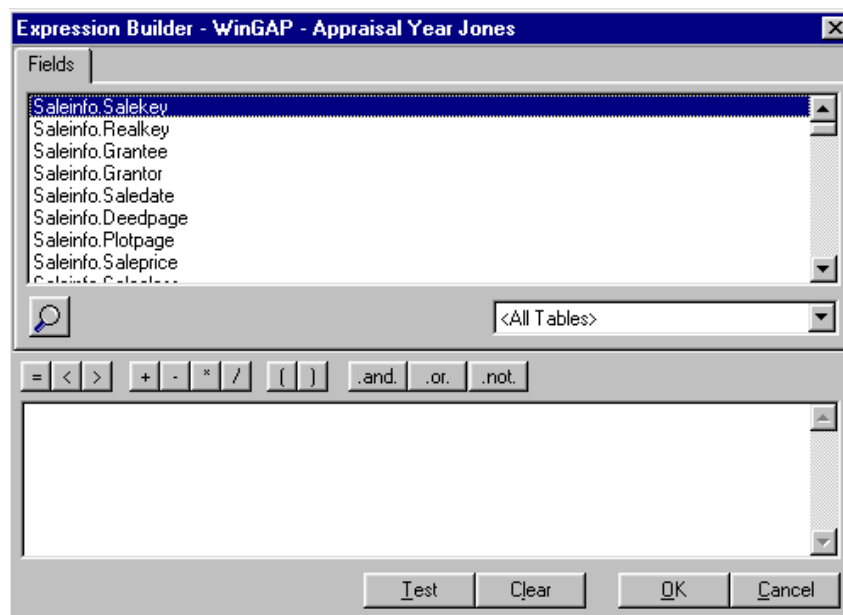 Expression Builder - WinGAP - Appraisal Year Jones
Fields
Saleinfo.Salekey
Saleinfo.Realkey
Saleinfo.Grantee
Saleinfo.Grantor
Saleinfo.Saledate
Saleinfo.Deedpage
Saleinfo.Plotpage
Saleinfo.Saleprice
<All Tables>
= < > + - * / ( ) .and. .or. .not.
Test Clear OK Cancel